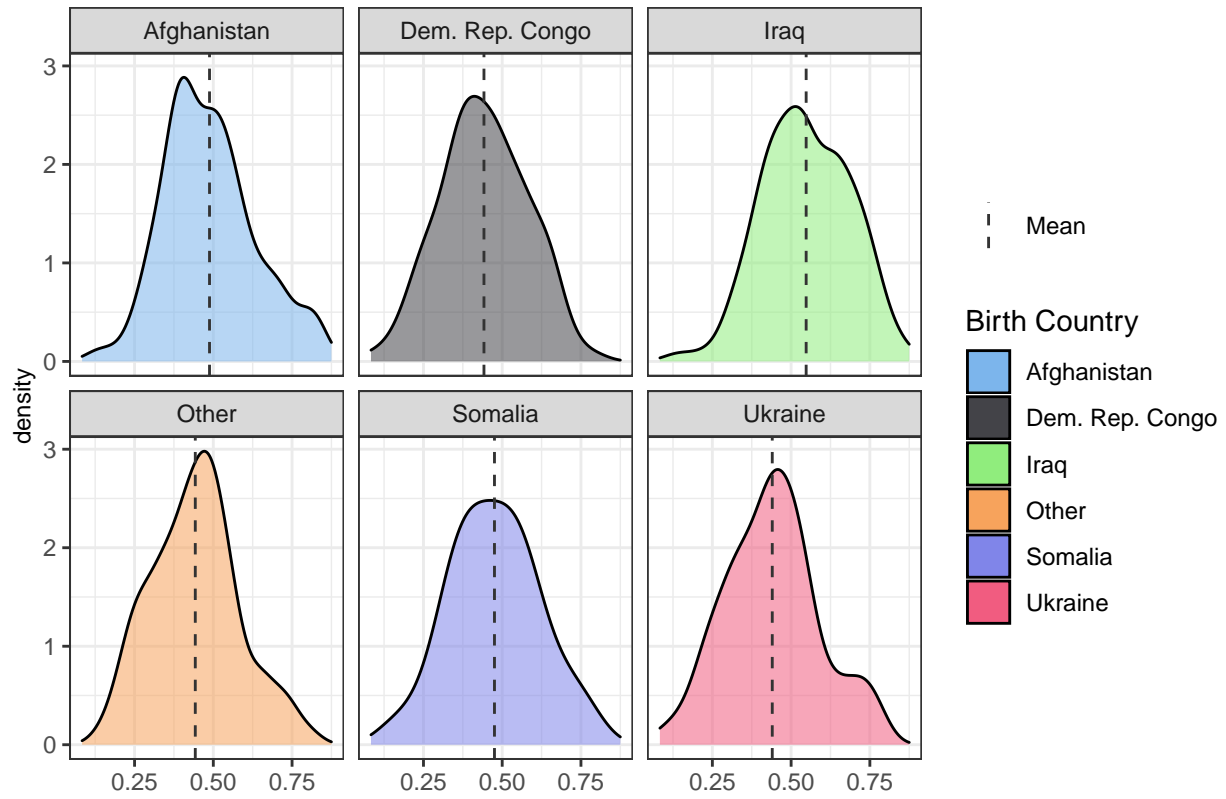 Afghanistan Dem. Rep. Congo Iraq
3
2
1
0
Other Somalia Ukraine
3
2
1
0
0.25 0.50 0.75 0.25 0.50 0.75 0.25 0.50 0.75
density
Mean
Birth Country
Afghanistan
Dem. Rep. Congo
Iraq
Other
Somalia
Ukraine